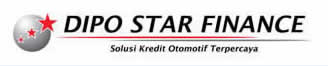 DIPO STAR FINANCE
Solusi Kredit Otomotif Terpercaya